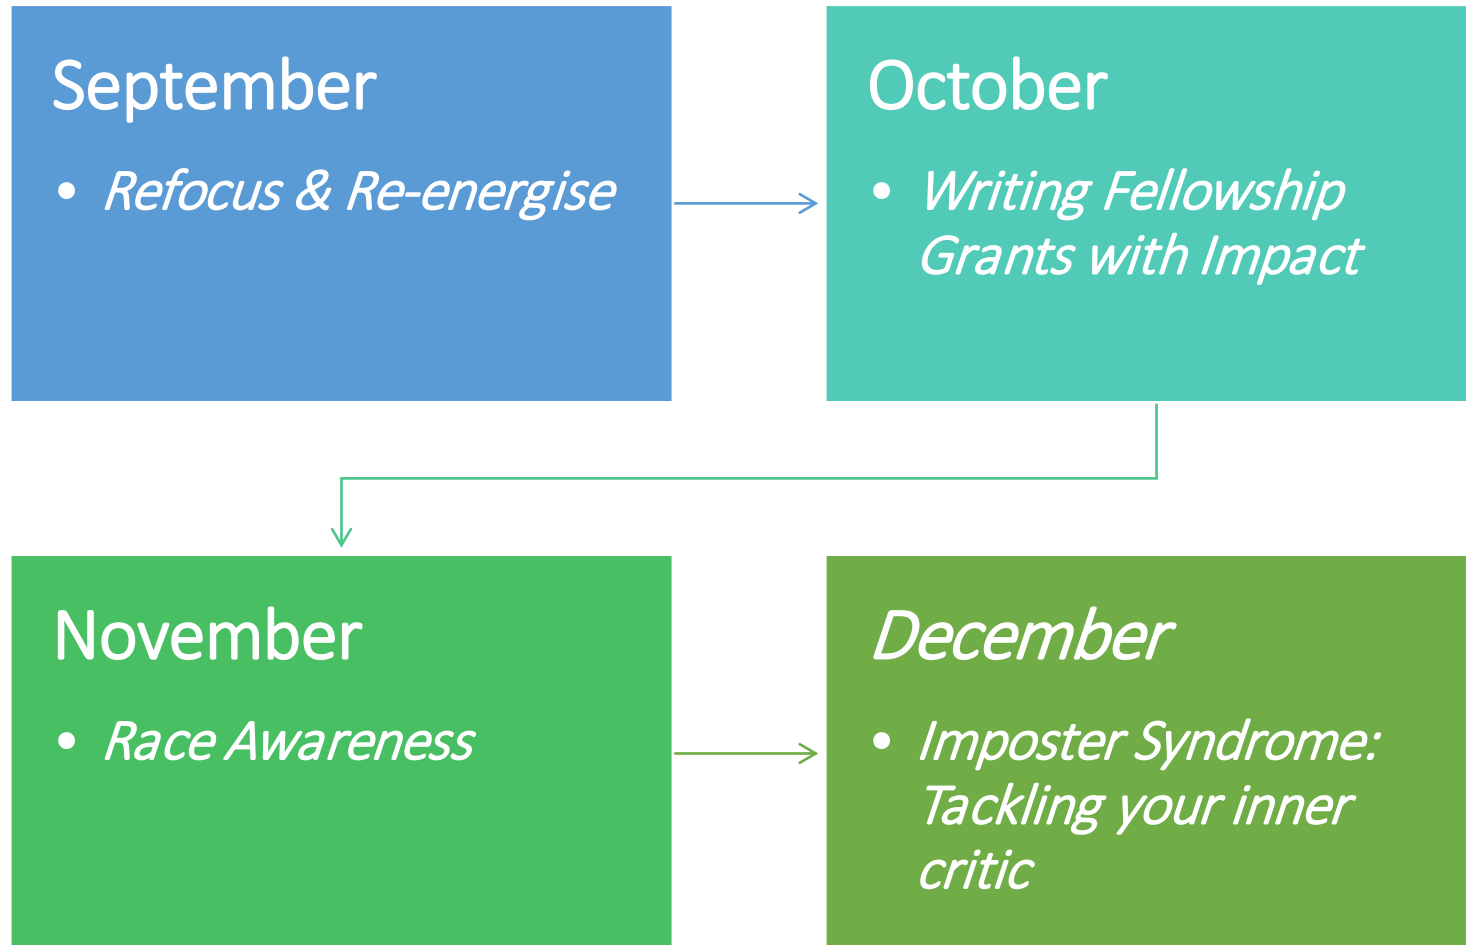 September
• Refocus & Re-energise
October
• Writing Fellowship
Grants with Impact
November
• Race Awareness
December
• Imposter Syndrome:
Tackling your inner
critic